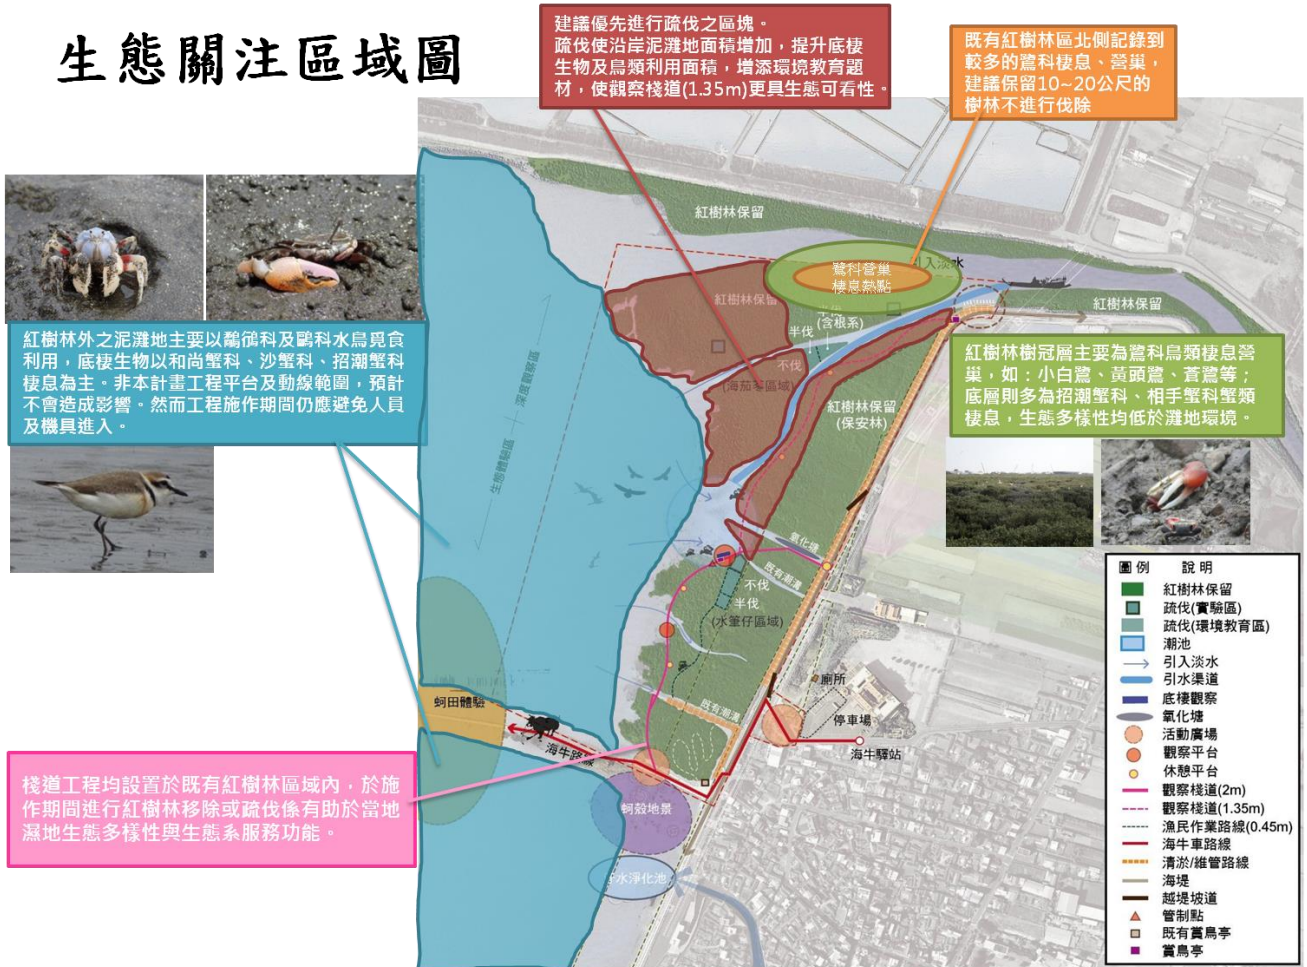 生態關注區域圖
建議優先進行疏伐之區塊。
疏伐使沿岸泥灘地面積增加，提升底棲
生物及鳥類利用面積，增添環境教育題
材，使觀察棧道(1.35m)更具生態可看性。
既有紅樹林區北側記錄到
較多的鷺科棲息、營巢，
建議保留10~20公尺的
樹林不進行伐除
紅樹林外之泥灘地主要以鷸鴴科及鷗科水鳥覓食
利用，底棲生物以和尚蟹科、沙蟹科、招潮蟹科
棲息為主。非本計畫工程平台及動線範圍，預計
不會造成影響。然而工程施作期間仍應避免人員
及機具進入。
紅樹林樹冠層主要為鷺科鳥類棲息營
巢，如：小白鷺、黃頭鷺、蒼鷺等；
底層則多為招潮蟹科、相手蟹科蟹類
棲息，生態多樣性均低於灘地環境。
棧道工程均設置於既有紅樹林區域內，於施
作期間進行紅樹林移除或疏伐係有助於當地
濕地生態多樣性與生態系服務功能。
紅樹林保留
鷺科營巢
棲息熱點
引入淡水
紅樹林保留
紅樹林保留
半伐
(含根系)
半伐
不伐
(海茄苳區域)
紅樹林保留
(保安林)
深度觀察區
生態體驗區
氧化塘
既有潮溝
不伐
半伐
(水筆仔區域)
既有潮溝
廁所
停車場
海牛驛站
蚵田體驗
海牛路線
蚵殼地景
水淨化池
圖例 說明
紅樹林保留
疏伐(實驗區)
疏伐(環境教育區)
潮池
引入淡水
引水渠道
底棲觀察
氧化塘
活動廣場
觀察平台
休憩平台
觀察棧道(2m)
觀察棧道(1.35m)
漁民作業路線(0.45m)
海牛車路線
清淤/維管路線
海堤
越堤坡道
管制點
既有賞鳥亭
賞鳥亭